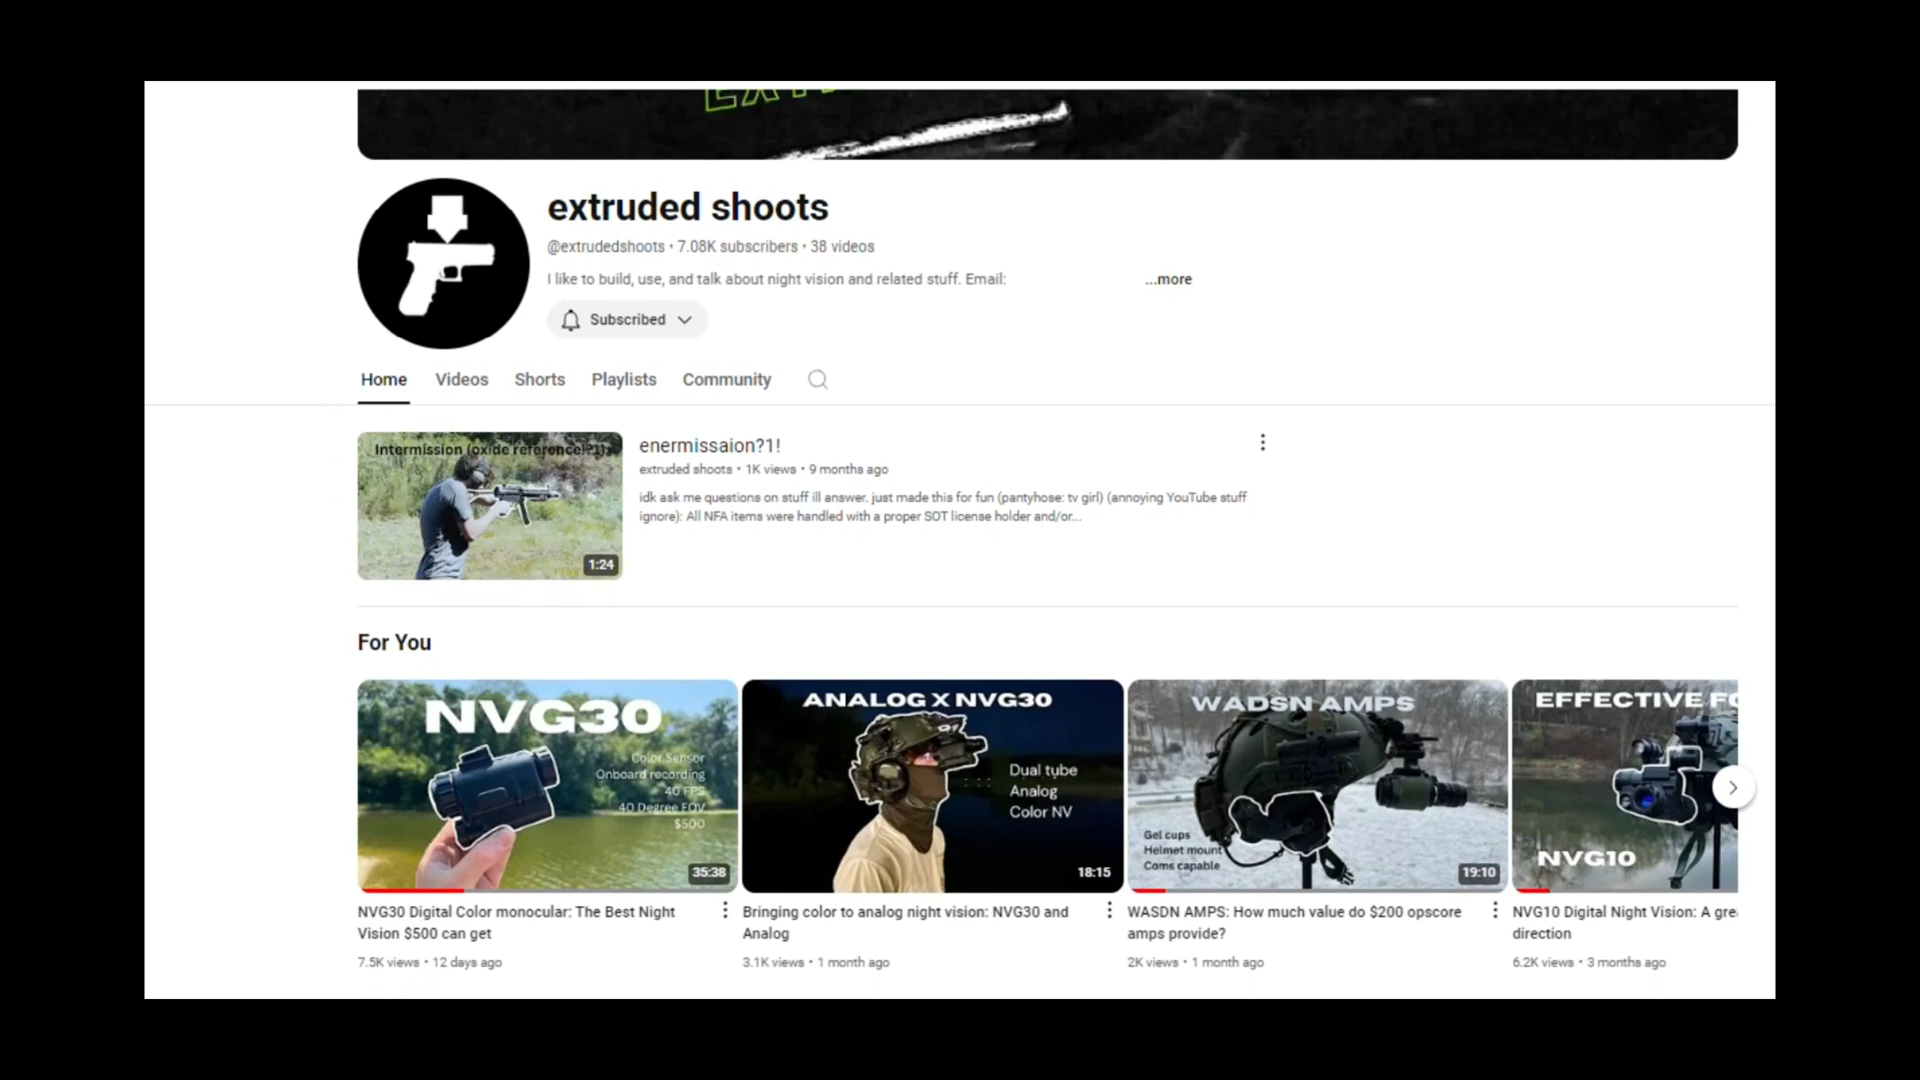 extruded shoots
@extrudedshoots • 7.08K subscribers • 38 videos
I like to build, use, and talk about night vision and related stuff. Email: ...more
Subscribed
Home Videos Shorts Playlists Community
Intermission (oxide reference!?1)
1:24
enermissaion?1!
extruded shoots • 1K views • 9 months ago
idk ask me questions on stuff ill answer. just made this for fun (pantyhose: tv girl) (annoying YouTube stuff
ignore): All NFA items were handled with a proper SOT license holder and/or...
For You
NVG30
Color Sensor
Onboard recording
40 FPS
40 Degree FOV
$500
35:38
NVG30 Digital Color monocular: The Best Night
Vision $500 can get
7.5K views • 12 days ago
ANALOG X NVG30
Dual tube
Analog
Color NV
18:15
Bringing color to analog night vision: NVG30 and
Analog
3.1K views • 1 month ago
WADSN AMPS
Gel cups
Helmet mount
Coms capable
19:10
WASDN AMPS: How much value do $200 opscore
amps provide?
2K views • 1 month ago
EFFECTIVE
NVG10
NVG10 Digital Night Vision: A
direction
6.2K views • 3 months ago